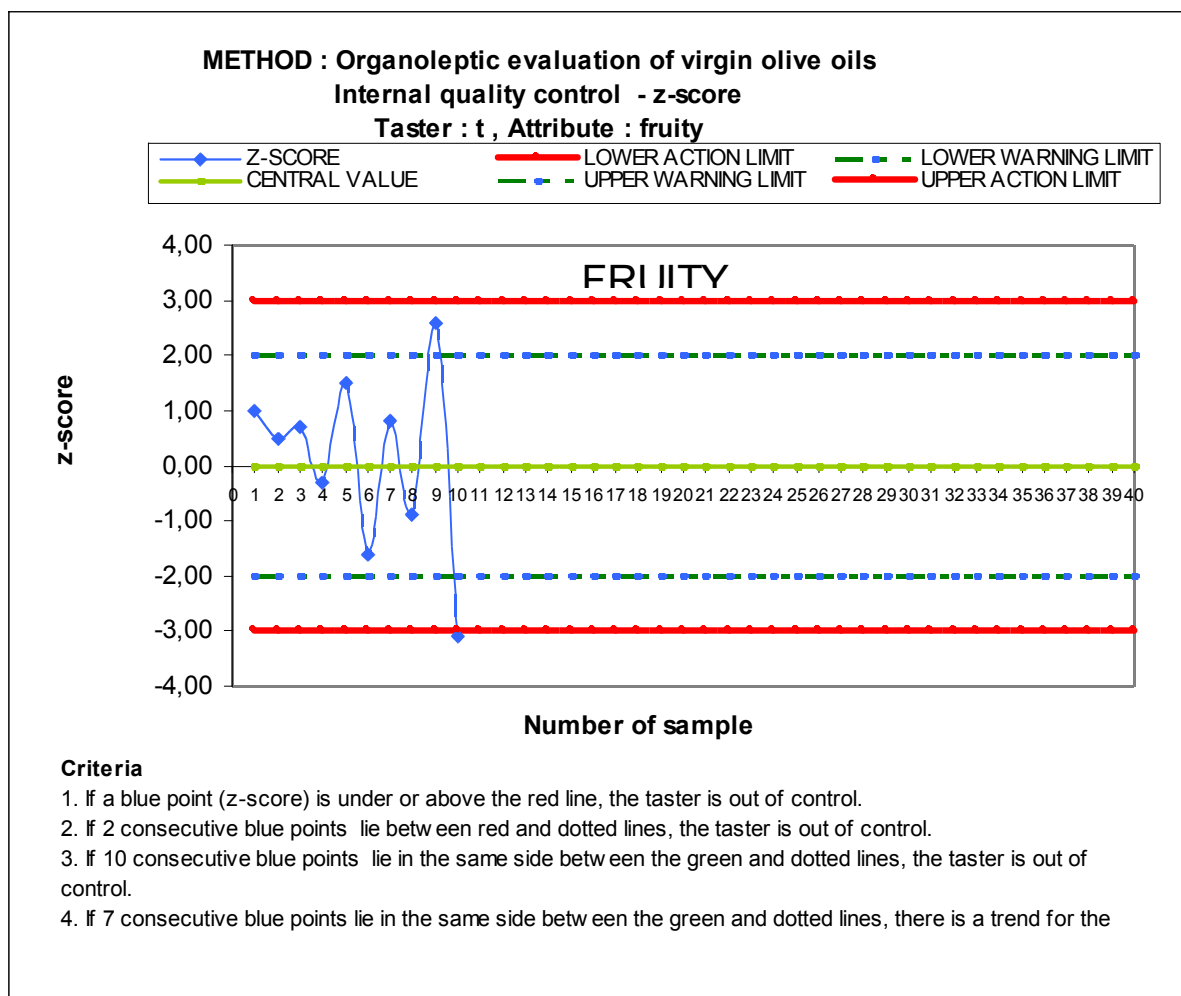 METHOD : Organoleptic evaluation of virgin olive oils
Internal quality control - z-score
Taster : t , Attribute : fruity
Z-SCORE LOWER ACTION LIMIT LOWER WARNING LIMIT
CENTRAL VALUE UPPER WARNING LIMIT UPPER ACTION LIMIT
FRUITY
4,00
3,00
2,00
1,00
0,00
-1,00
-2,00
-3,00
-4,00
z-score
0 1 2 3 4 5 6 7 8 9 10 11 12 13 14 15 16 17 18 19 20 21 22 23 24 25 26 27 28 29 30 31 32 33 34 35 36 37 38 39 40
Number of sample
Criteria
1. If a blue point (z-score) is under or above the red line, the taster is out of control.
2. If 2 consecutive blue points lie between red and dotted lines, the taster is out of control.
3. If 10 consecutive blue points lie in the same side between the green and dotted lines, the taster is out of
control.
4. If 7 consecutive blue points lie in the same side between the green and dotted lines, there is a trend for the